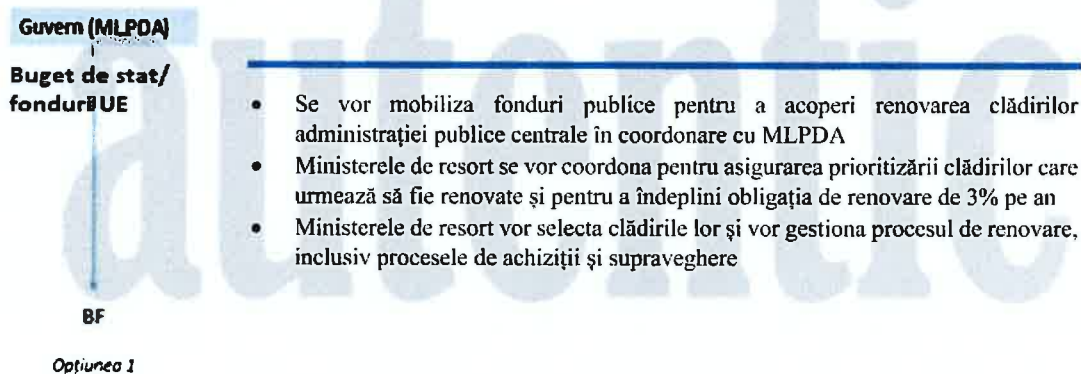 Guvern (MLPDA)
Buget de stat/
fonduri UE
• Se vor mobiliza fonduri publice pentru a acoperi renovarea clădirilor
administrației publice centrale în coordonare cu MLPDA
• Ministerele de resort se vor coordona pentru asigurarea prioritizării clădirilor care
urmează să fie renovate și pentru a îndeplini obligația de renovare de 3% pe an
• Ministerele de resort vor selecta clădirile lor și vor gestiona procesul de renovare,
inclusiv procesele de achiziții și supraveghere
BF
Opțiunea 1
autentic